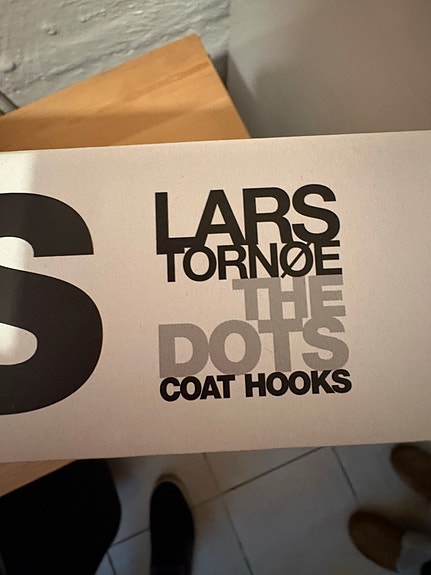 S
LARS
TORNØE
THE
DOTS
COAT HOOKS